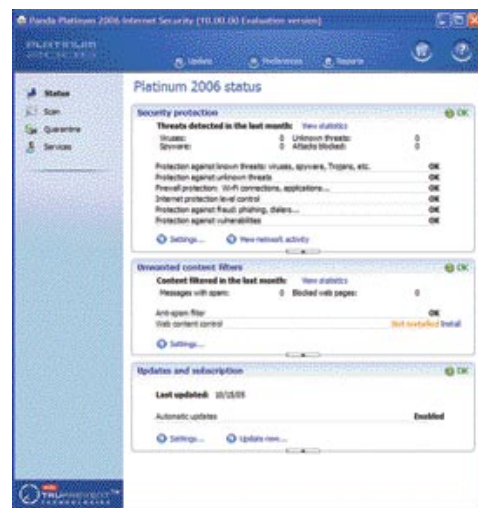 Panda Platinum 2006 Internet Security (10.00.00 Evaluation version)
PLATINUM
Update Preferences Reports
Status
Scan
Quarantine
Services
Platinum 2006 status
Security protection OK
Threats detected in the last month: View statistics
Viruses: 0 Unknown threats: 0
Spyware: 0 Attacks blocked: 0
Protection against known threats: viruses, spyware, Trojans, etc. OK
Protection against unknown threats OK
Firewall protection: Wi-Fi connections, applications... OK
Internet protection level control OK
Protection against fraud: phishing, dialers... OK
Protection against vulnerabilities OK
Settings... View network activity
Unwanted content filters OK
Content filtered in the last month: View statistics
Messages with spam: 0 Blocked web pages: 0
Anti-spam filter OK
Web content control Not installed Install
Settings...
Updates and subscription OK
Last updated: 10/15/05
Automatic updates Enabled
Settings... Update now...
TRUPREVENT
TECHNOLOGIES